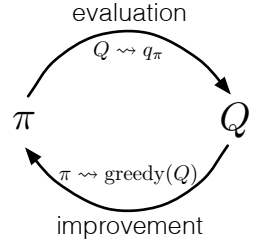 evaluation
Q ⇝ q_π
π
Q
π ⇝ greedy(Q)
improvement